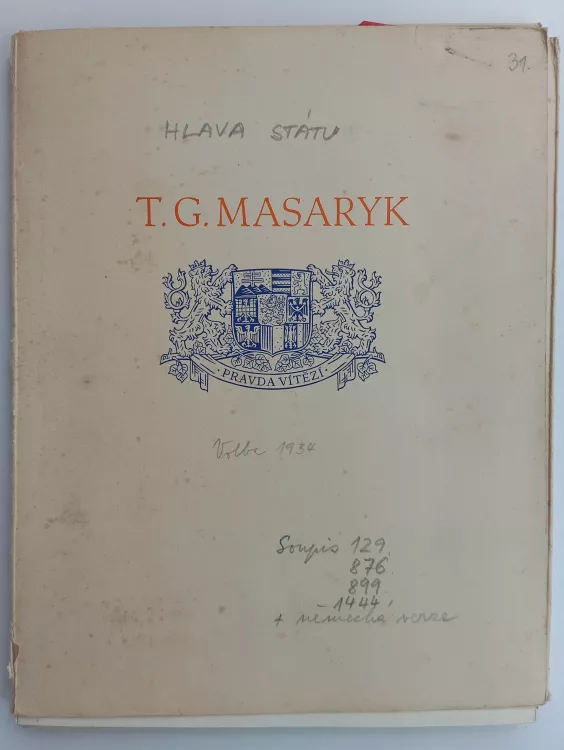 31.
HLAVA STÁTU
T. G. MASARYK
· PRAVDA VÍTĚZÍ ·
Volba 1934
Soupis 129
876
899
1444
+ německá verze